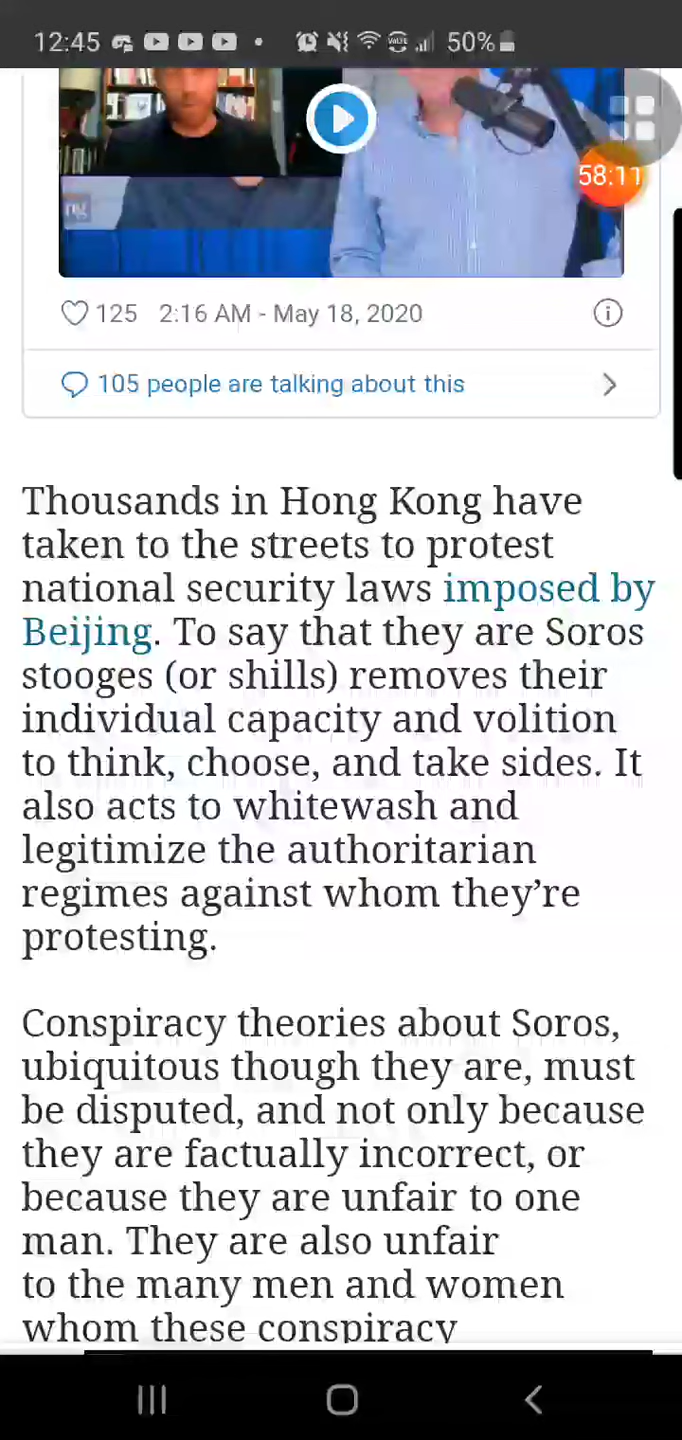 12:45
50%
58:11
125 2:16 AM - May 18, 2020
105 people are talking about this
Thousands in Hong Kong have
taken to the streets to protest
national security laws imposed by
Beijing. To say that they are Soros
stooges (or shills) removes their
individual capacity and volition
to think, choose, and take sides. It
also acts to whitewash and
legitimize the authoritarian
regimes against whom they’re
protesting.
Conspiracy theories about Soros,
ubiquitous though they are, must
be disputed, and not only because
they are factually incorrect, or
because they are unfair to one
man. They are also unfair
to the many men and women
whom these conspiracy